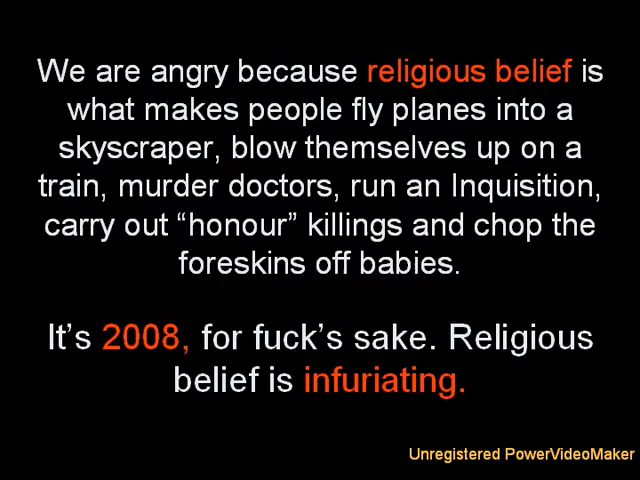 We are angry because religious belief is
what makes people fly planes into a
skyscraper, blow themselves up on a
train, murder doctors, run an Inquisition,
carry out “honour” killings and chop the
foreskins off babies.
It’s 2008, for fuck’s sake. Religious
belief is infuriating.
Unregistered PowerVideoMaker